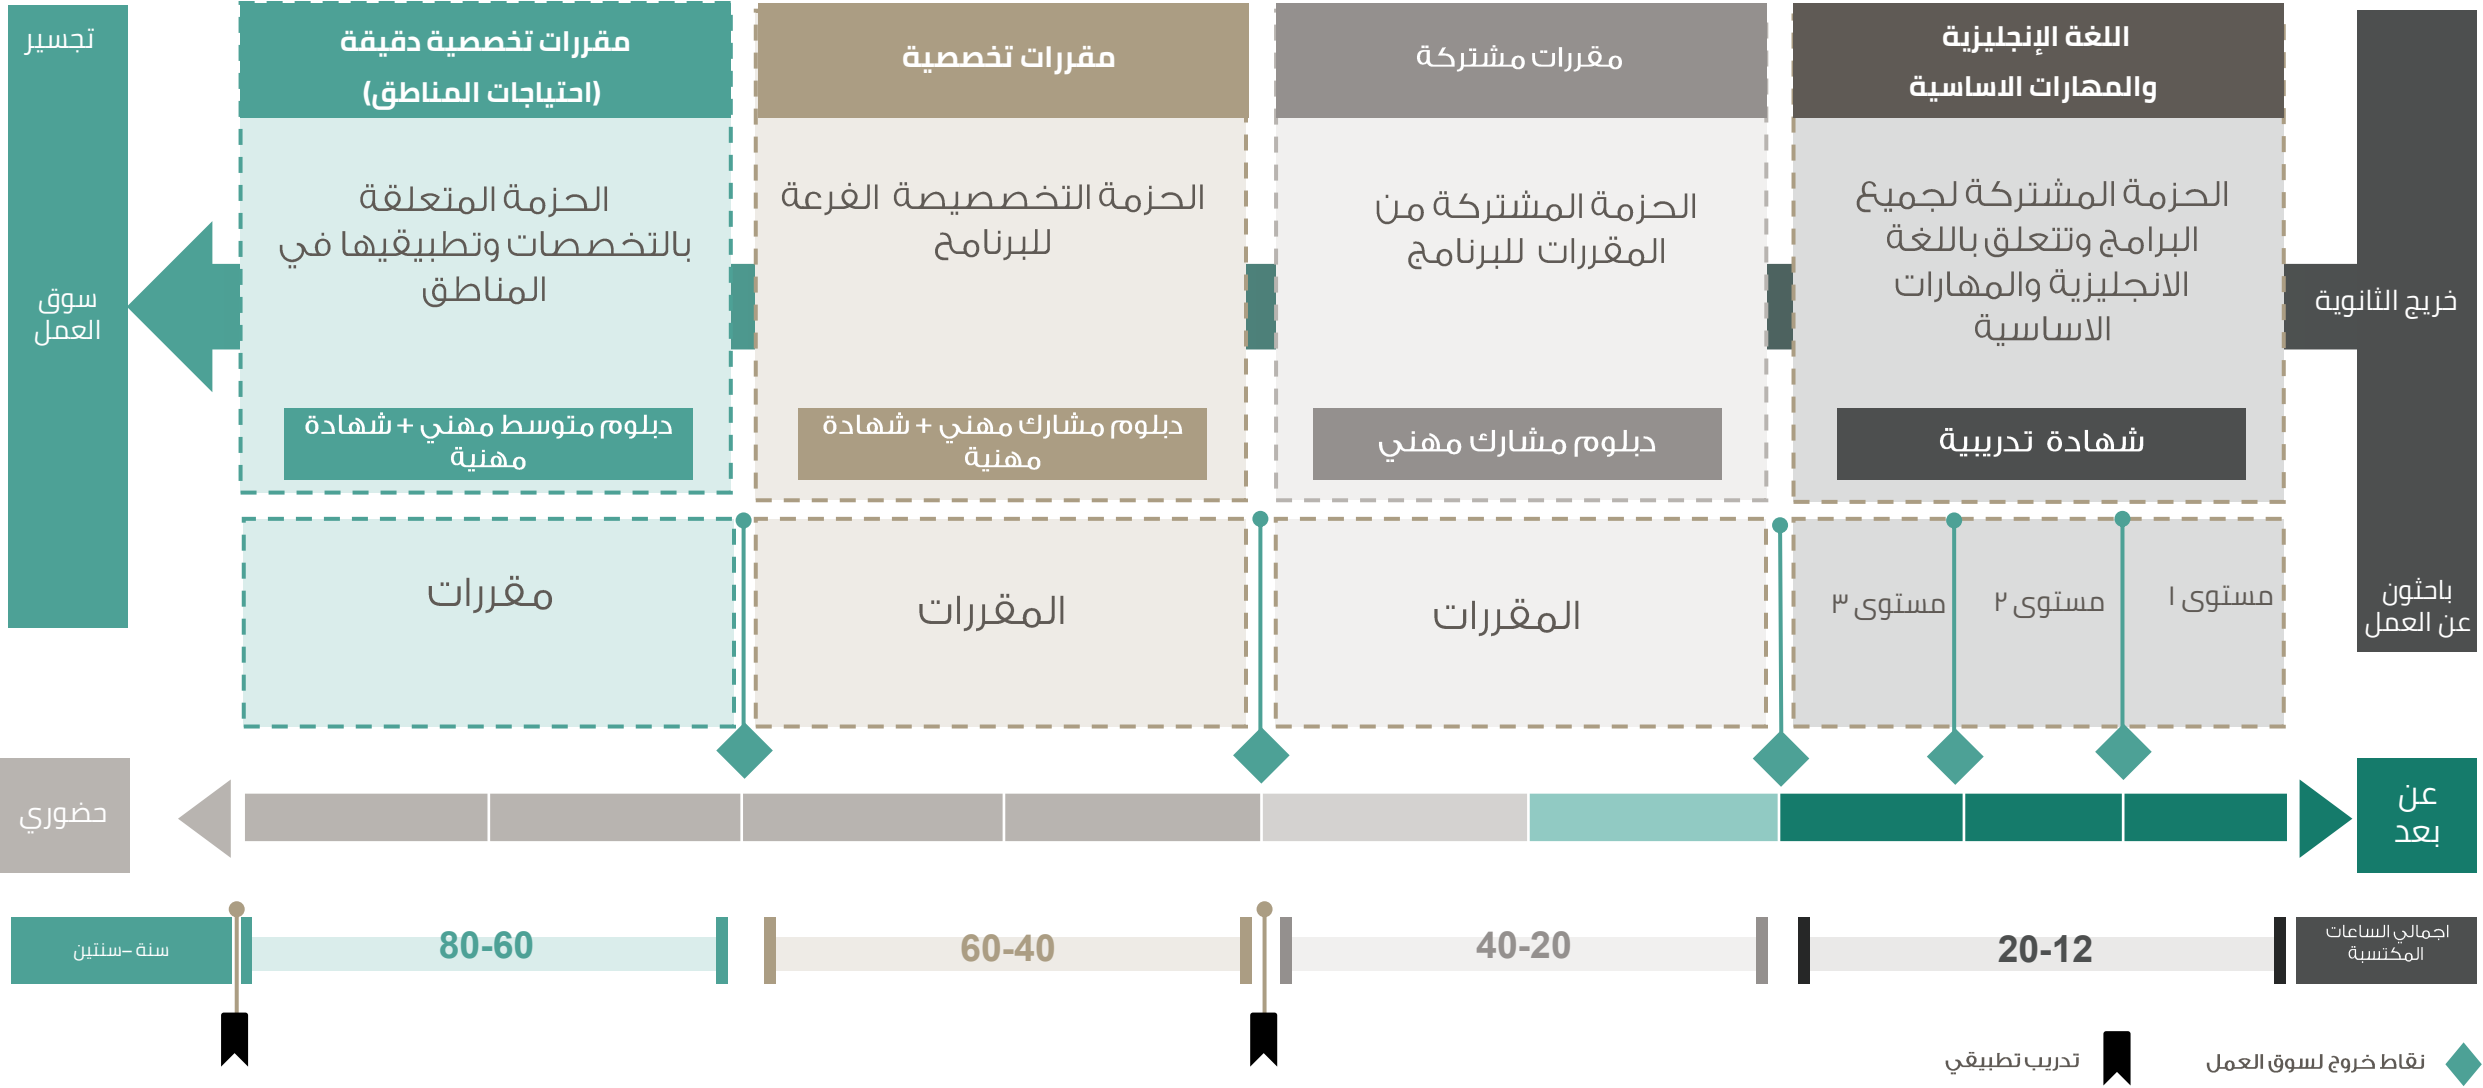 خريج الثانوية
باحثون
عن العمل
اللغة الإنجليزية
والمهارات الاساسية
الحزمة المشتركة لجميع
البرامج وتتعلق باللغة
الانجليزية والمهارات
الاساسية
شهادة تدريبية
مقررات مشتركة
الحزمة المشتركة من
المقررات للبرنامج
دبلوم مشارك مهني
مقررات تخصصية
الحزمة التخصصيصة الفرعة
للبرنامح
دبلوم مشارك مهني + شهادة
مهنية
مقررات تخصصية دقيقة
(احتياجات المناطق)
الحزمة المتعلقة
بالتخصصات وتطبيقيها في
المناطق
دبلوم متوسط مهني + شهادة
مهنية
تجسير
سوق
العمل
مستوى ١
مستوى ٢
مستوى ٣
المقررات
المقررات
مقررات
عن
بعد
حضوري
اجمالي الساعات
المكتسبة
20-12
40-20
60-40
80-60
سنة –سنتين
نقاط خروج لسوق العمل
تدريب تطبيقي